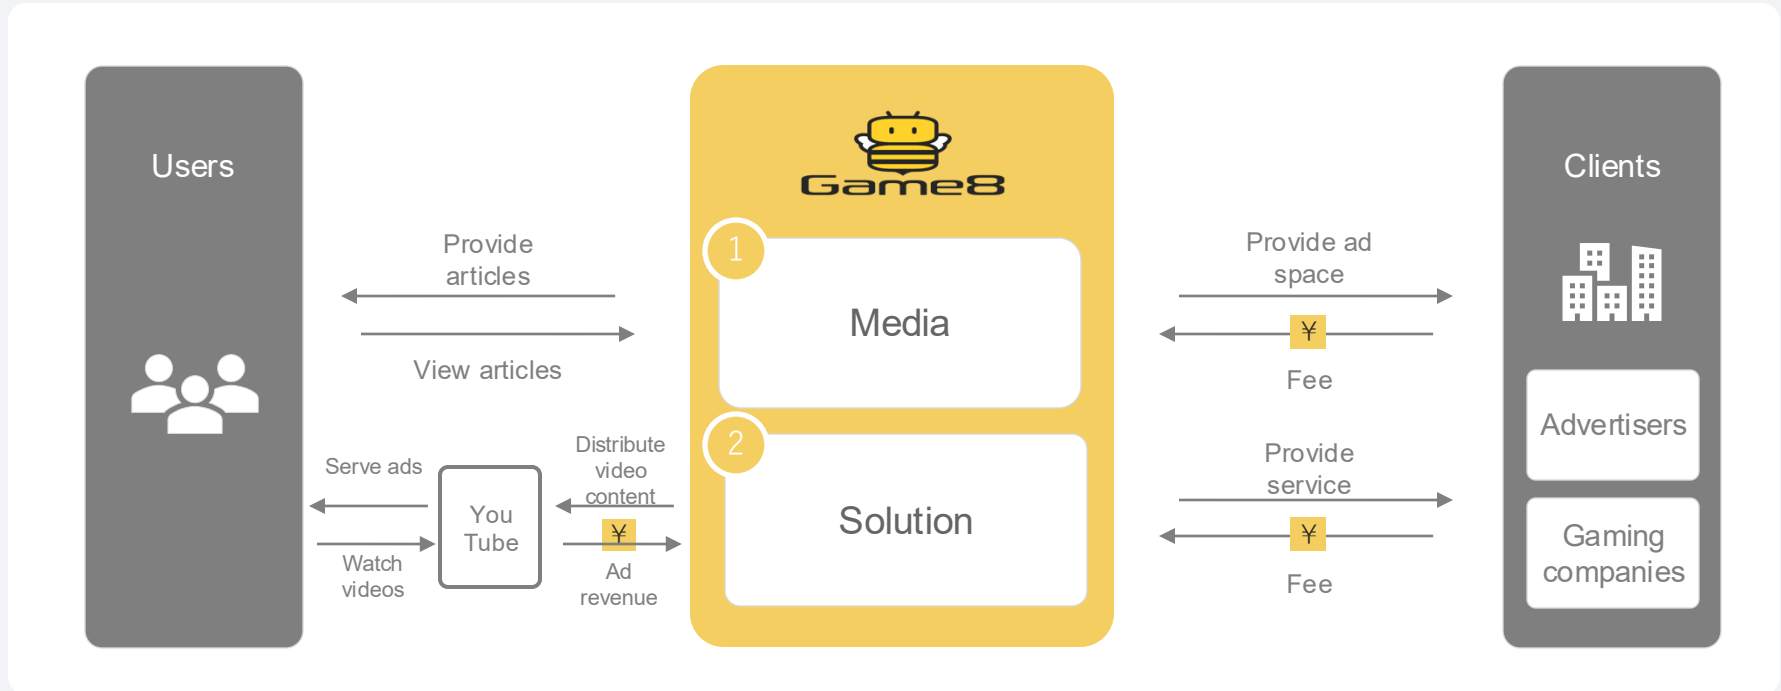 Users
Provide
articles
View articles
Serve ads
Watch
videos
You
Tube
Distribute
video
content
¥
Ad
revenue
Game8
1
Media
2
Solution
Provide ad
space
¥
Fee
Provide
service
¥
Fee
Clients
Advertisers
Gaming
companies